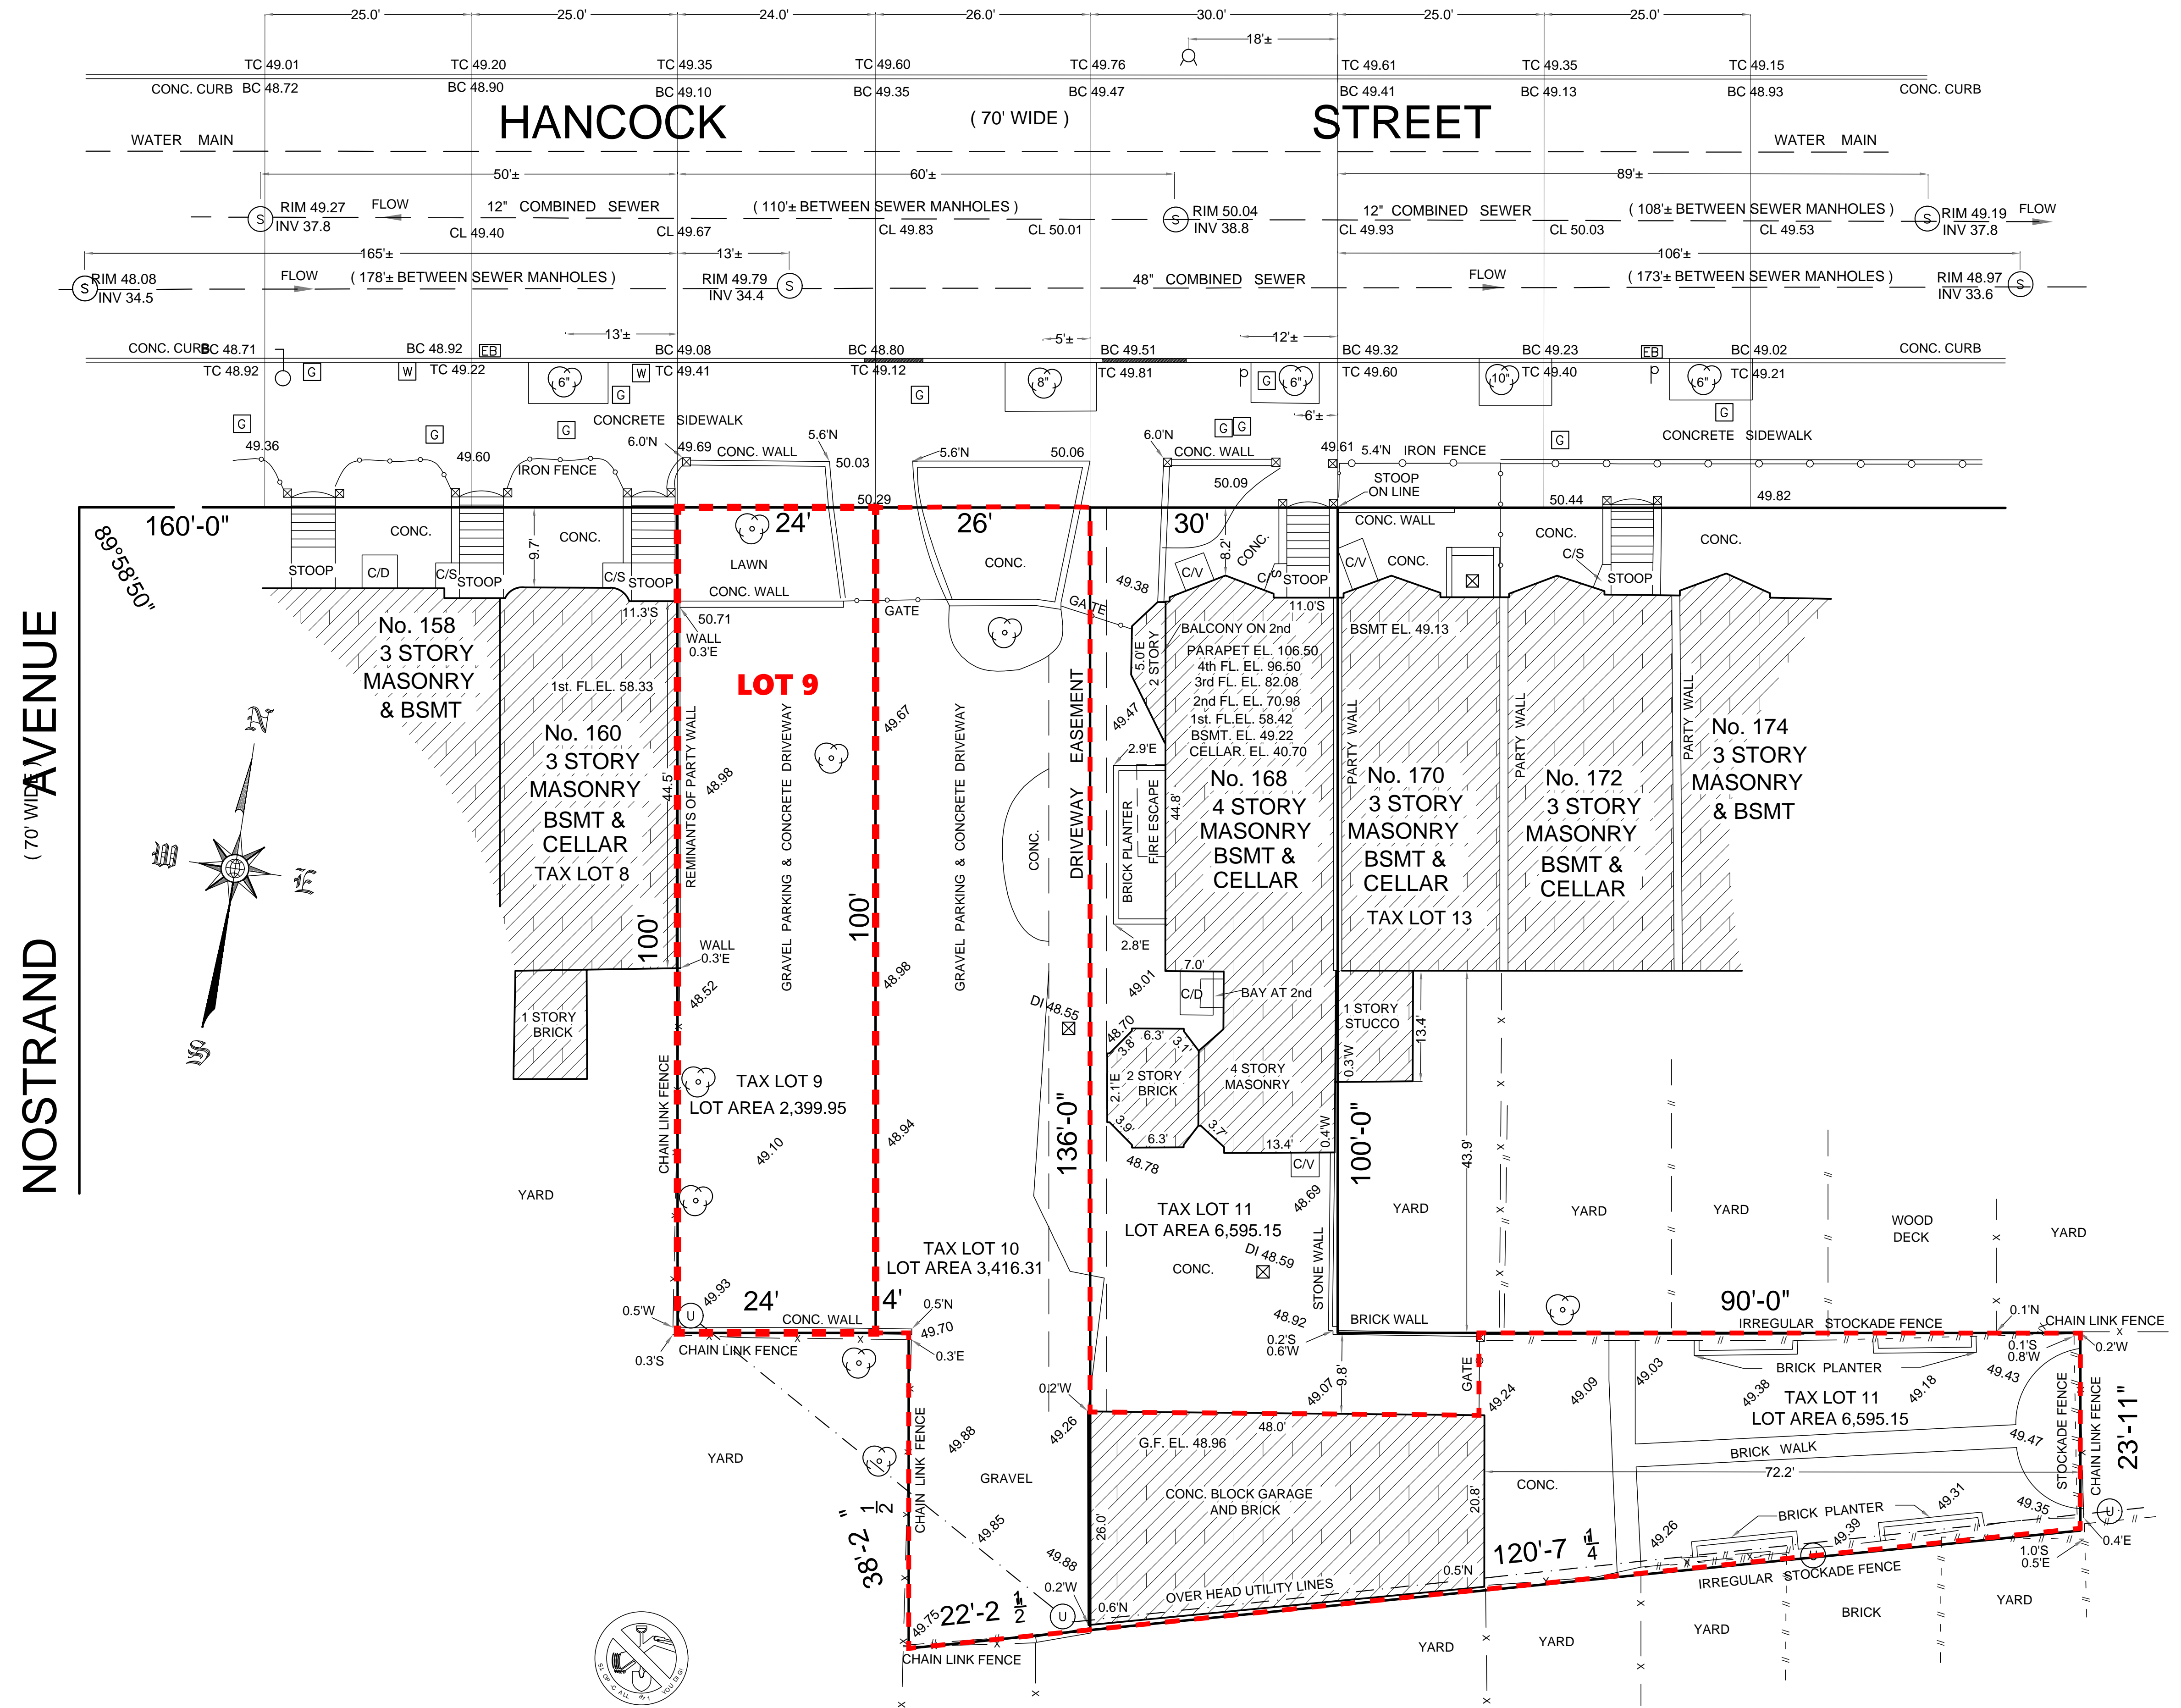 25.0' 25.0' 24.0' 26.0' 30.0' 25.0' 25.0'
18'±
TC 49.01 TC 49.20 TC 49.35 TC 49.60 TC 49.76 TC 49.61 TC 49.35 TC 49.15
CONC. CURB BC 48.72 BC 48.90 BC 49.10 BC 49.35 BC 49.47 BC 49.41 BC 49.13 BC 48.93 CONC. CURB
HANCOCK ( 70' WIDE ) STREET
WATER MAIN WATER MAIN
50'± 60'± 89'±
S RIM 49.27 FLOW 12" COMBINED SEWER ( 110'± BETWEEN SEWER MANHOLES ) S RIM 50.04 12" COMBINED SEWER ( 108'± BETWEEN SEWER MANHOLES ) S RIM 49.19 FLOW
INV 37.8 INV 38.8 INV 37.8
CL 49.40 CL 49.67 CL 49.83 CL 50.01 CL 49.93 CL 50.03 CL 49.53
165'± 13'± 106'±
S RIM 48.08 FLOW ( 178'± BETWEEN SEWER MANHOLES ) RIM 49.79 S 48" COMBINED SEWER FLOW ( 173'± BETWEEN SEWER MANHOLES ) RIM 48.97 S
INV 34.5 INV 34.4 INV 33.6
13'± 5'± 12'±
CONC. CURB BC 48.71 BC 48.92 EB BC 49.08 BC 48.80 BC 49.51 BC 49.32 BC 49.23 EB BC 49.02 CONC. CURB
TC 48.92 G W TC 49.22 6" W TC 49.41 TC 49.12 8" TC 49.81 G 6" TC 49.60 10" TC 49.40 6" TC 49.21
G G G
6'±
G G G CONCRETE SIDEWALK G G G CONCRETE SIDEWALK
49.36 49.60 IRON FENCE 6.0'N 49.69 CONC. WALL 5.6'N 50.03 5.6'N 50.06 6.0'N CONC. WALL 50.09 49.61 5.4'N IRON FENCE
STOOP
ON LINE
50.29 50.44 49.82
160'-0" 24' 26' 30'
89°58'50"
CONC. 9.7' CONC. LAWN CONC. 8.2' CONC. CONC. WALL CONC. CONC. CONC.
STOOP C/D C/S STOOP C/S STOOP CONC. WALL GATE 49.38 GATE C/V C/S STOOP C/V C/S STOOP
11.3'S 50.71 11.0'S
WALL
0.3'E
NOSTRAND AVENUE
( 70' WIDE )
N
W
E
S
No. 158
3 STORY
MASONRY
& BSMT
1st. FL.EL. 58.33
No. 160
3 STORY
MASONRY
BSMT &
CELLAR
TAX LOT 8
44.5'
1 STORY
BRICK
YARD
LOT 9
REMINANTS OF PARTY WALL
48.98
GRAVEL PARKING & CONCRETE DRIVEWAY
100'
WALL
0.3'E
48.52
CHAIN LINK FENCE
TAX LOT 9
LOT AREA 2,399.95
49.10
49.93
24'
CONC. WALL
CHAIN LINK FENCE
0.5'W
0.3'S
U
100'
49.67
GRAVEL PARKING & CONCRETE DRIVEWAY
48.98
48.94
CONC.
DRIVEWAY EASEMENT
DI 48.55
136'-0"
TAX LOT 10
LOT AREA 3,416.31
4'
0.5'N
49.70
0.3'E
0.2'W
49.26
49.88
CHAIN LINK FENCE
GRAVEL
49.85
49.88
38'-2 1/2"
YARD
0.2'W
U
49.75
22'-2 1/2"
CHAIN LINK FENCE
5.0'E
2 STORY
49.47
BALCONY ON 2nd
PARAPET EL. 106.50
4th FL. EL. 96.50
3rd FL. EL. 82.08
2nd FL. EL. 70.98
1st. FL.EL. 58.42
BSMT. EL. 49.22
CELLAR. EL. 40.70
2.9'E
BRICK PLANTER
FIRE ESCAPE
44.8'
2.8'E
No. 168
4 STORY
MASONRY
BSMT &
CELLAR
49.01
7.0'
C/D
BAY AT 2nd
48.70
3.8'
6.3'
3.1'
2.1'E
2 STORY
BRICK
4 STORY
MASONRY
3.9'
6.3'
3.7'
13.4'
0.4'W
48.78
C/V
TAX LOT 11
LOT AREA 6,595.15
48.69
DI 48.59
CONC.
STONE WALL
48.92
0.2'S
0.6'W
BSMT EL. 49.13
PARTY WALL
No. 170
3 STORY
MASONRY
BSMT &
CELLAR
TAX LOT 13
1 STORY
STUCCO
13.4'
0.3'W
100'-0"
43.9'
YARD
BRICK WALL
PARTY WALL
No. 172
3 STORY
MASONRY
BSMT &
CELLAR
PARTY WALL
No. 174
3 STORY
MASONRY
& BSMT
YARD
YARD
WOOD
DECK
YARD
90'-0"
IRREGULAR STOCKADE FENCE
0.1'N
CHAIN LINK FENCE
0.1'S
0.8'W
0.2'W
9.8'
49.07
GATE
49.24
49.09
49.03
BRICK PLANTER
49.38
49.18
49.43
TAX LOT 11
LOT AREA 6,595.15
49.47
BRICK WALK
STOCKADE FENCE
CHAIN LINK FENCE
23'-11"
72.2'
CONC.
48.0'
G.F. EL. 48.96
CONC. BLOCK GARAGE
AND BRICK
26.0'
20.8'
BRICK PLANTER
49.31
49.35
49.26
49.39
U
U
0.4'E
1.0'S
0.5'E
120'-7 1/4"
0.5'N
OVER HEAD UTILITY LINES
0.6'N
IRREGULAR STOCKADE FENCE
YARD
YARD
YARD
BRICK
YARD